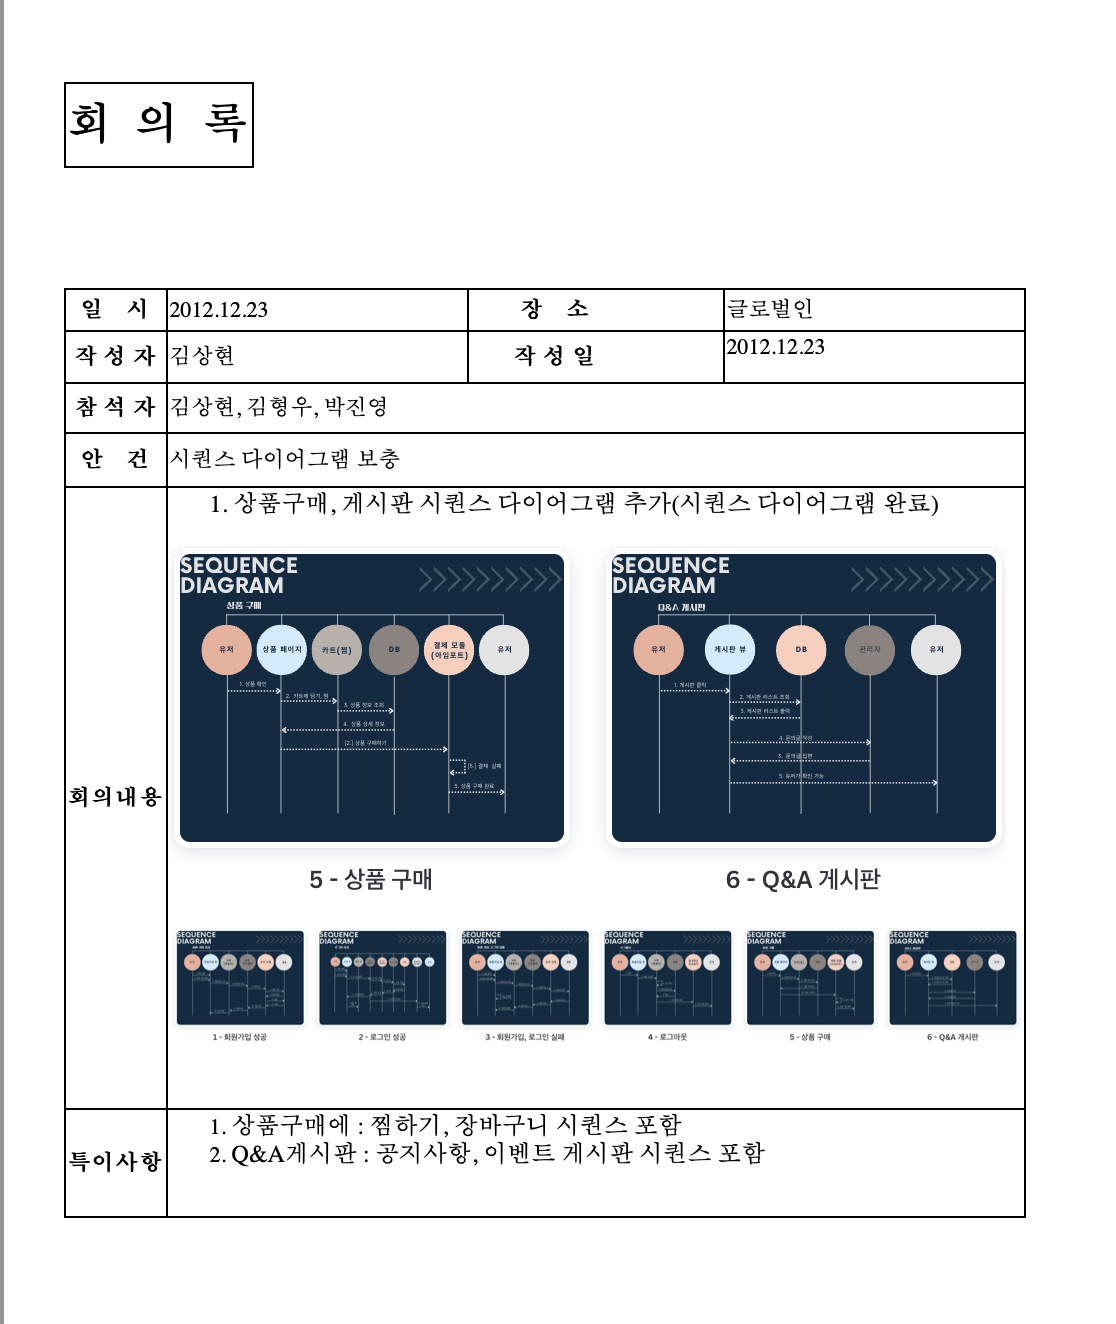 회 의 록
일 시 2012.12.23 장 소 글로벌인
작 성 자 김상현 작 성 일 2012.12.23
참 석 자 김상현, 김형우, 박진영
안 건 시퀀스 다이어그램 보충
회의내용
1. 상품구매, 게시판 시퀀스 다이어그램 추가(시퀀스 다이어그램 완료)
SEQUENCE
DIAGRAM
상품 구매
유저 상품 페이지 카트(찜) DB 결제 모듈 (아임포트) 유저
1. 상품 확인
2. 카트에 담기, 찜
3. 상품 정보 조회
4. 상품 상세 정보
[2.] 상품 구매하기
[5.] 결제 실패
5. 상품 구매 완료
5 - 상품 구매
SEQUENCE
DIAGRAM
Q&A 게시판
유저 게시판 뷰 DB 관리자 유저
1. 게시판 클릭
2. 게시판 리스트 조회
3. 게시판 리스트 출력
4. 문의글 작성
5. 유저가 확인 가능
6 - Q&A 게시판
SEQUENCE
DIAGRAM
1 - 회원가입 성공
SEQUENCE
DIAGRAM
2 - 로그인 성공
SEQUENCE
DIAGRAM
3 - 회원가입, 로그인 실패
SEQUENCE
DIAGRAM
4 - 로그아웃
SEQUENCE
DIAGRAM
5 - 상품 구매
SEQUENCE
DIAGRAM
6 - Q&A 게시판
특이사항
1. 상품구매에 : 찜하기, 장바구니 시퀀스 포함
2. Q&A게시판 : 공지사항, 이벤트 게시판 시퀀스 포함